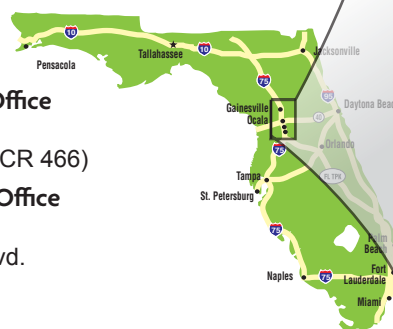 Office
CR 466)
Office
vd.
10
10
Tallahassee
Pensacola
Jacksonville
75
95
Gainesville
Ocala
40
Daytona Beach
75
Orlando
Tampa
FL TPK
St. Petersburg
75
Palm
Beach
Naples
75
Fort
Lauderdale
Miami